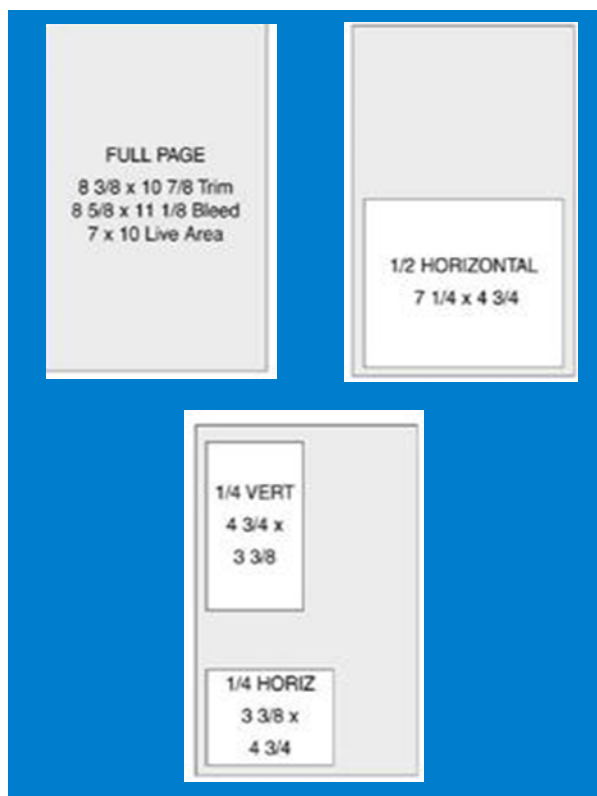 FULL PAGE
8 3/8 x 10 7/8 Trim
8 5/8 x 11 1/8 Bleed
7 x 10 Live Area
1/2 HORIZONTAL
7 1/4 x 4 3/4
1/4 VERT
4 3/4 x
3 3/8
1/4 HORIZ
3 3/8 x
4 3/4